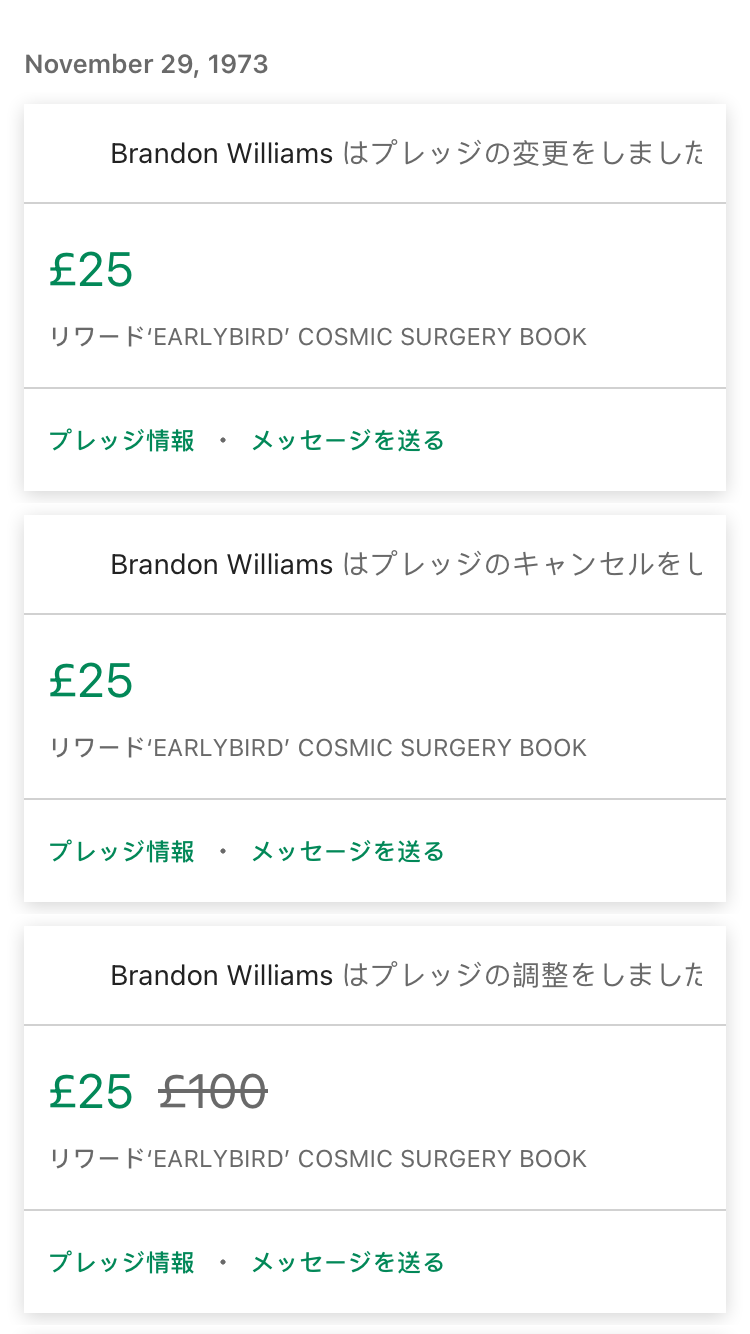 November 29, 1973
Brandon Williams はプレッジの変更をしました
£25
リワード‘EARLYBIRD’ COSMIC SURGERY BOOK
プレッジ情報 ・ メッセージを送る
Brandon Williams はプレッジのキャンセルをし
£25
リワード‘EARLYBIRD’ COSMIC SURGERY BOOK
プレッジ情報 ・ メッセージを送る
Brandon Williams はプレッジの調整をしました
£25 £100
リワード‘EARLYBIRD’ COSMIC SURGERY BOOK
プレッジ情報 ・ メッセージを送る